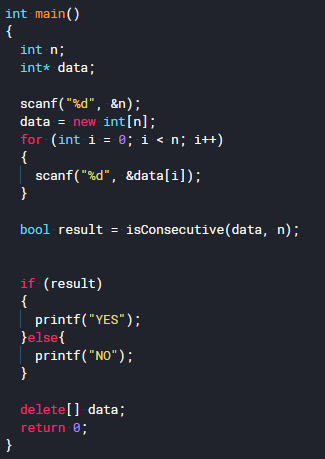 int main()
{
  int n;
  int* data;
  scanf("%d", &n);
  data = new int[n];
  for (int i = 0; i < n; i++)
  {
    scanf("%d", &data[i]);
  }
  bool result = isConsecutive(data, n);
  if (result)
  {
    printf("YES");
  }else{
    printf("NO");
  }
  delete[] data;
  return 0;
}